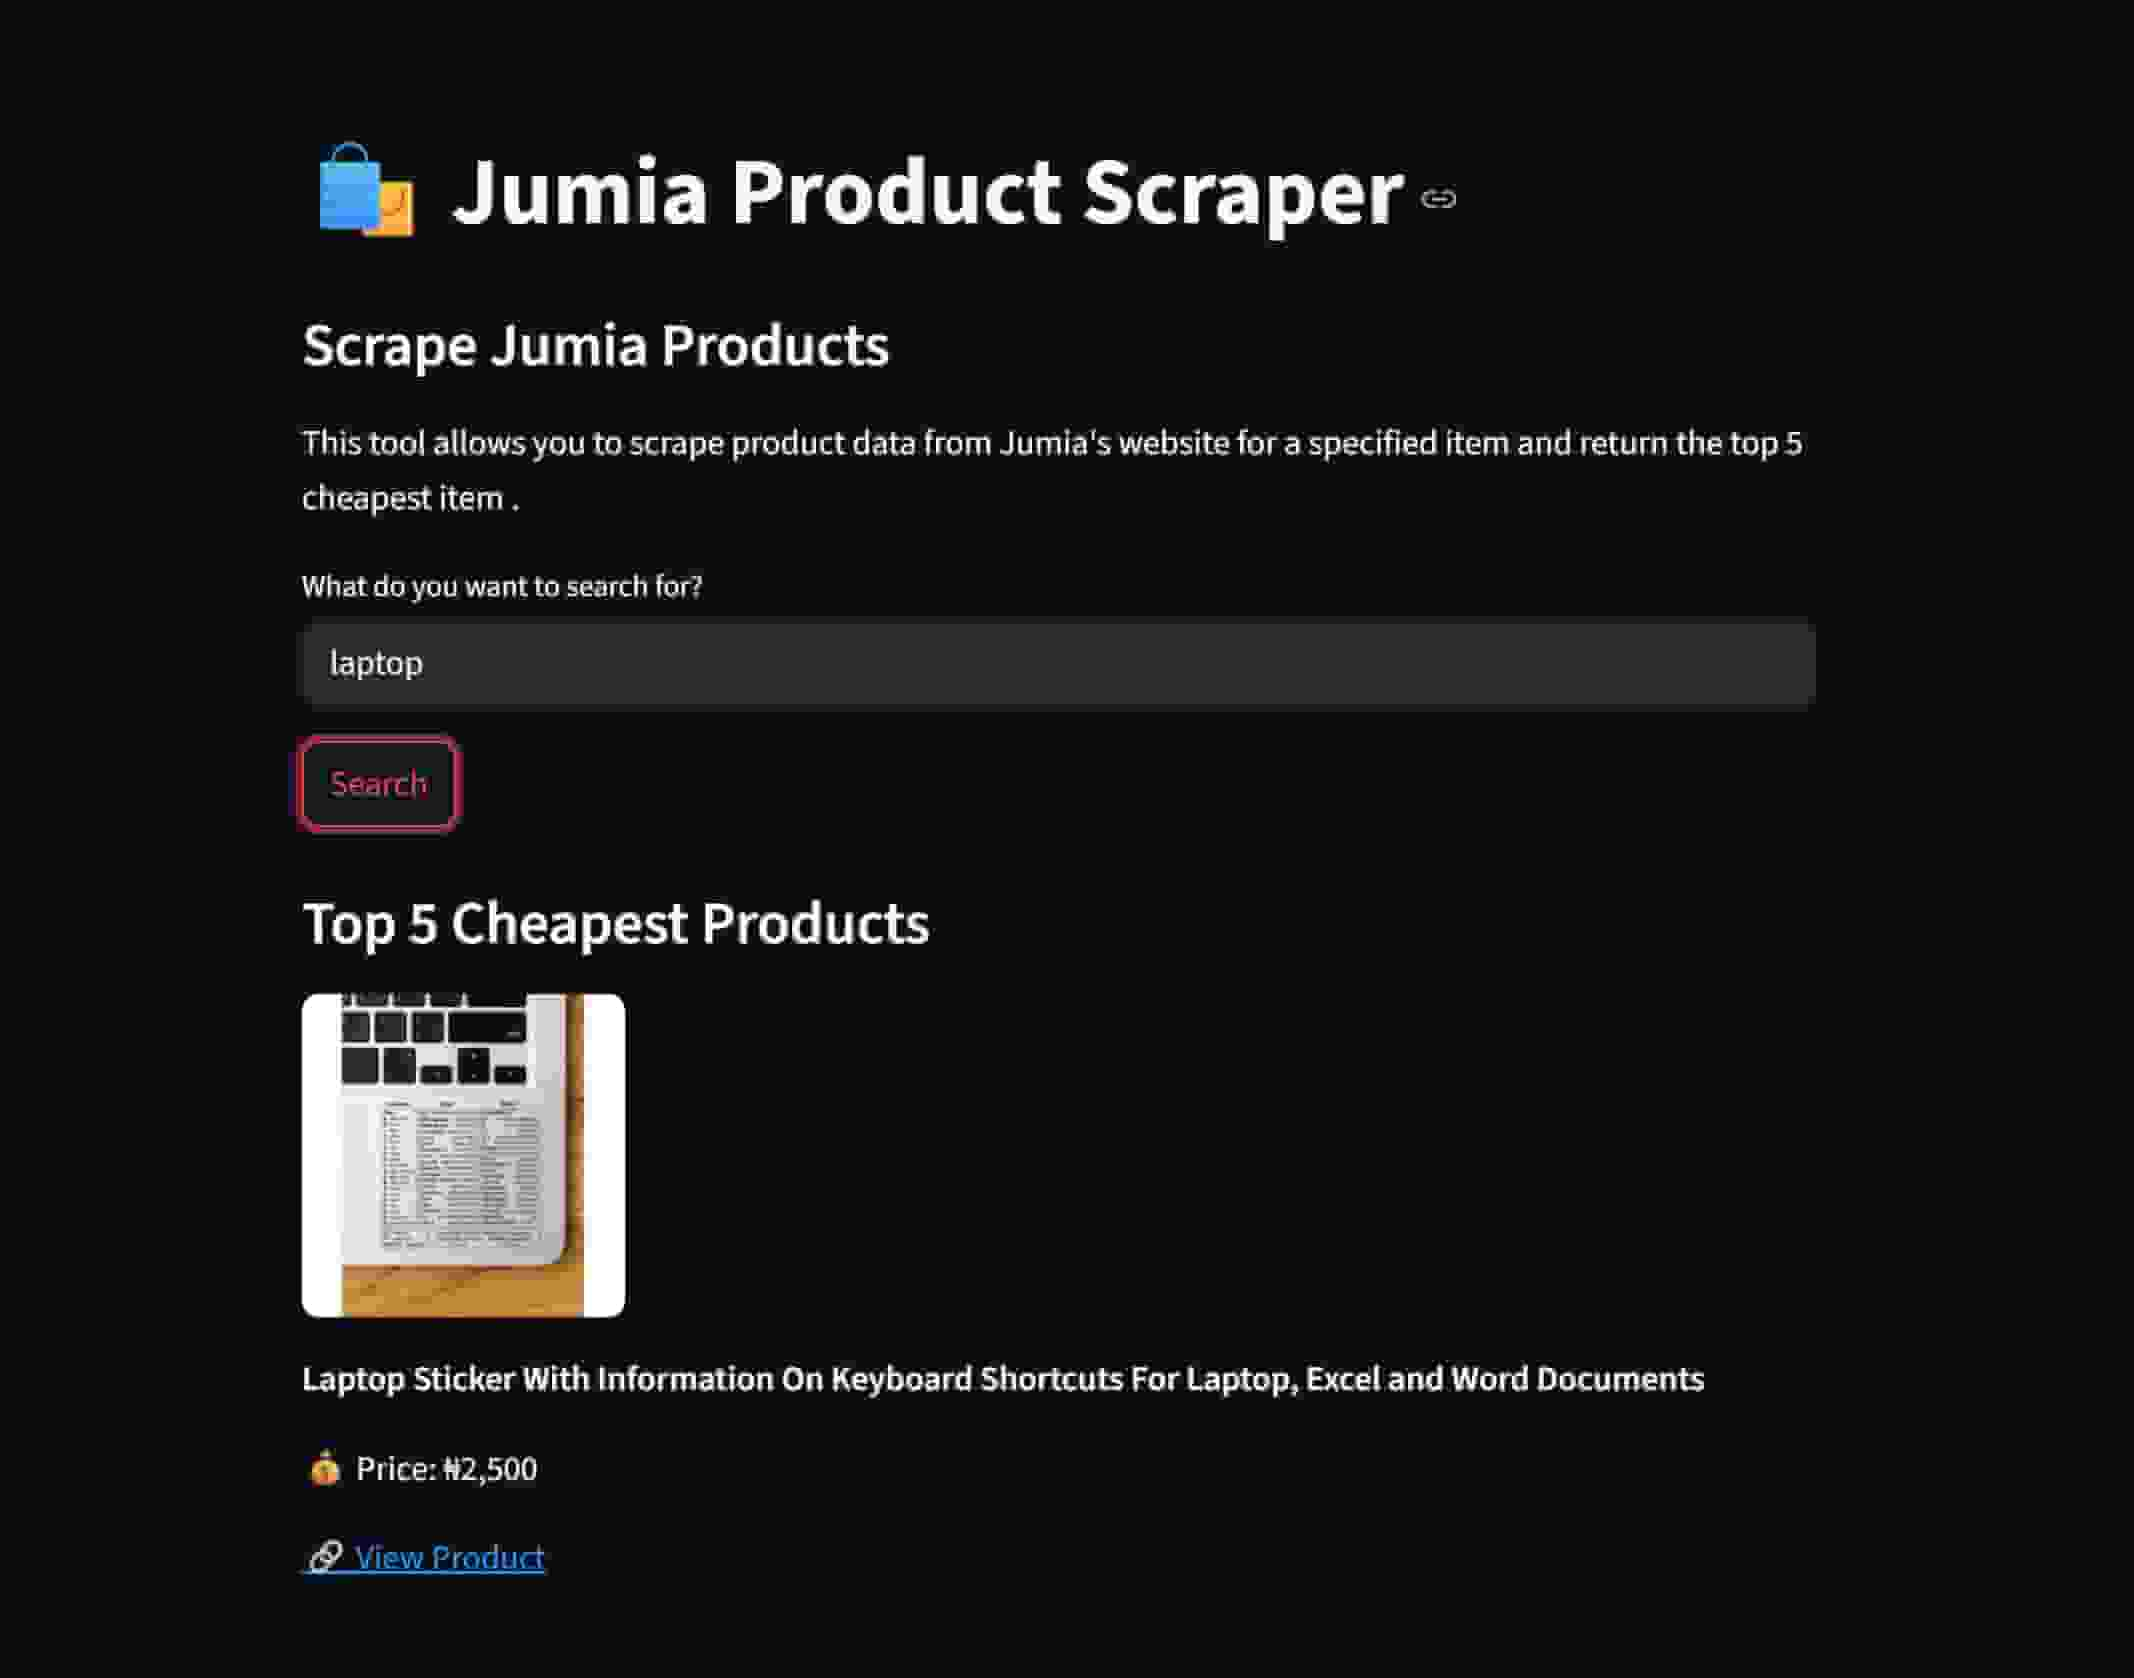 Jumia Product Scraper
Scrape Jumia Products
This tool allows you to scrape product data from Jumia's website for a specified item and return the top 5
cheapest item .
What do you want to search for?
laptop
Search
Top 5 Cheapest Products
Laptop Sticker With Information On Keyboard Shortcuts For Laptop, Excel and Word Documents
Price: ₦2,500
View Product